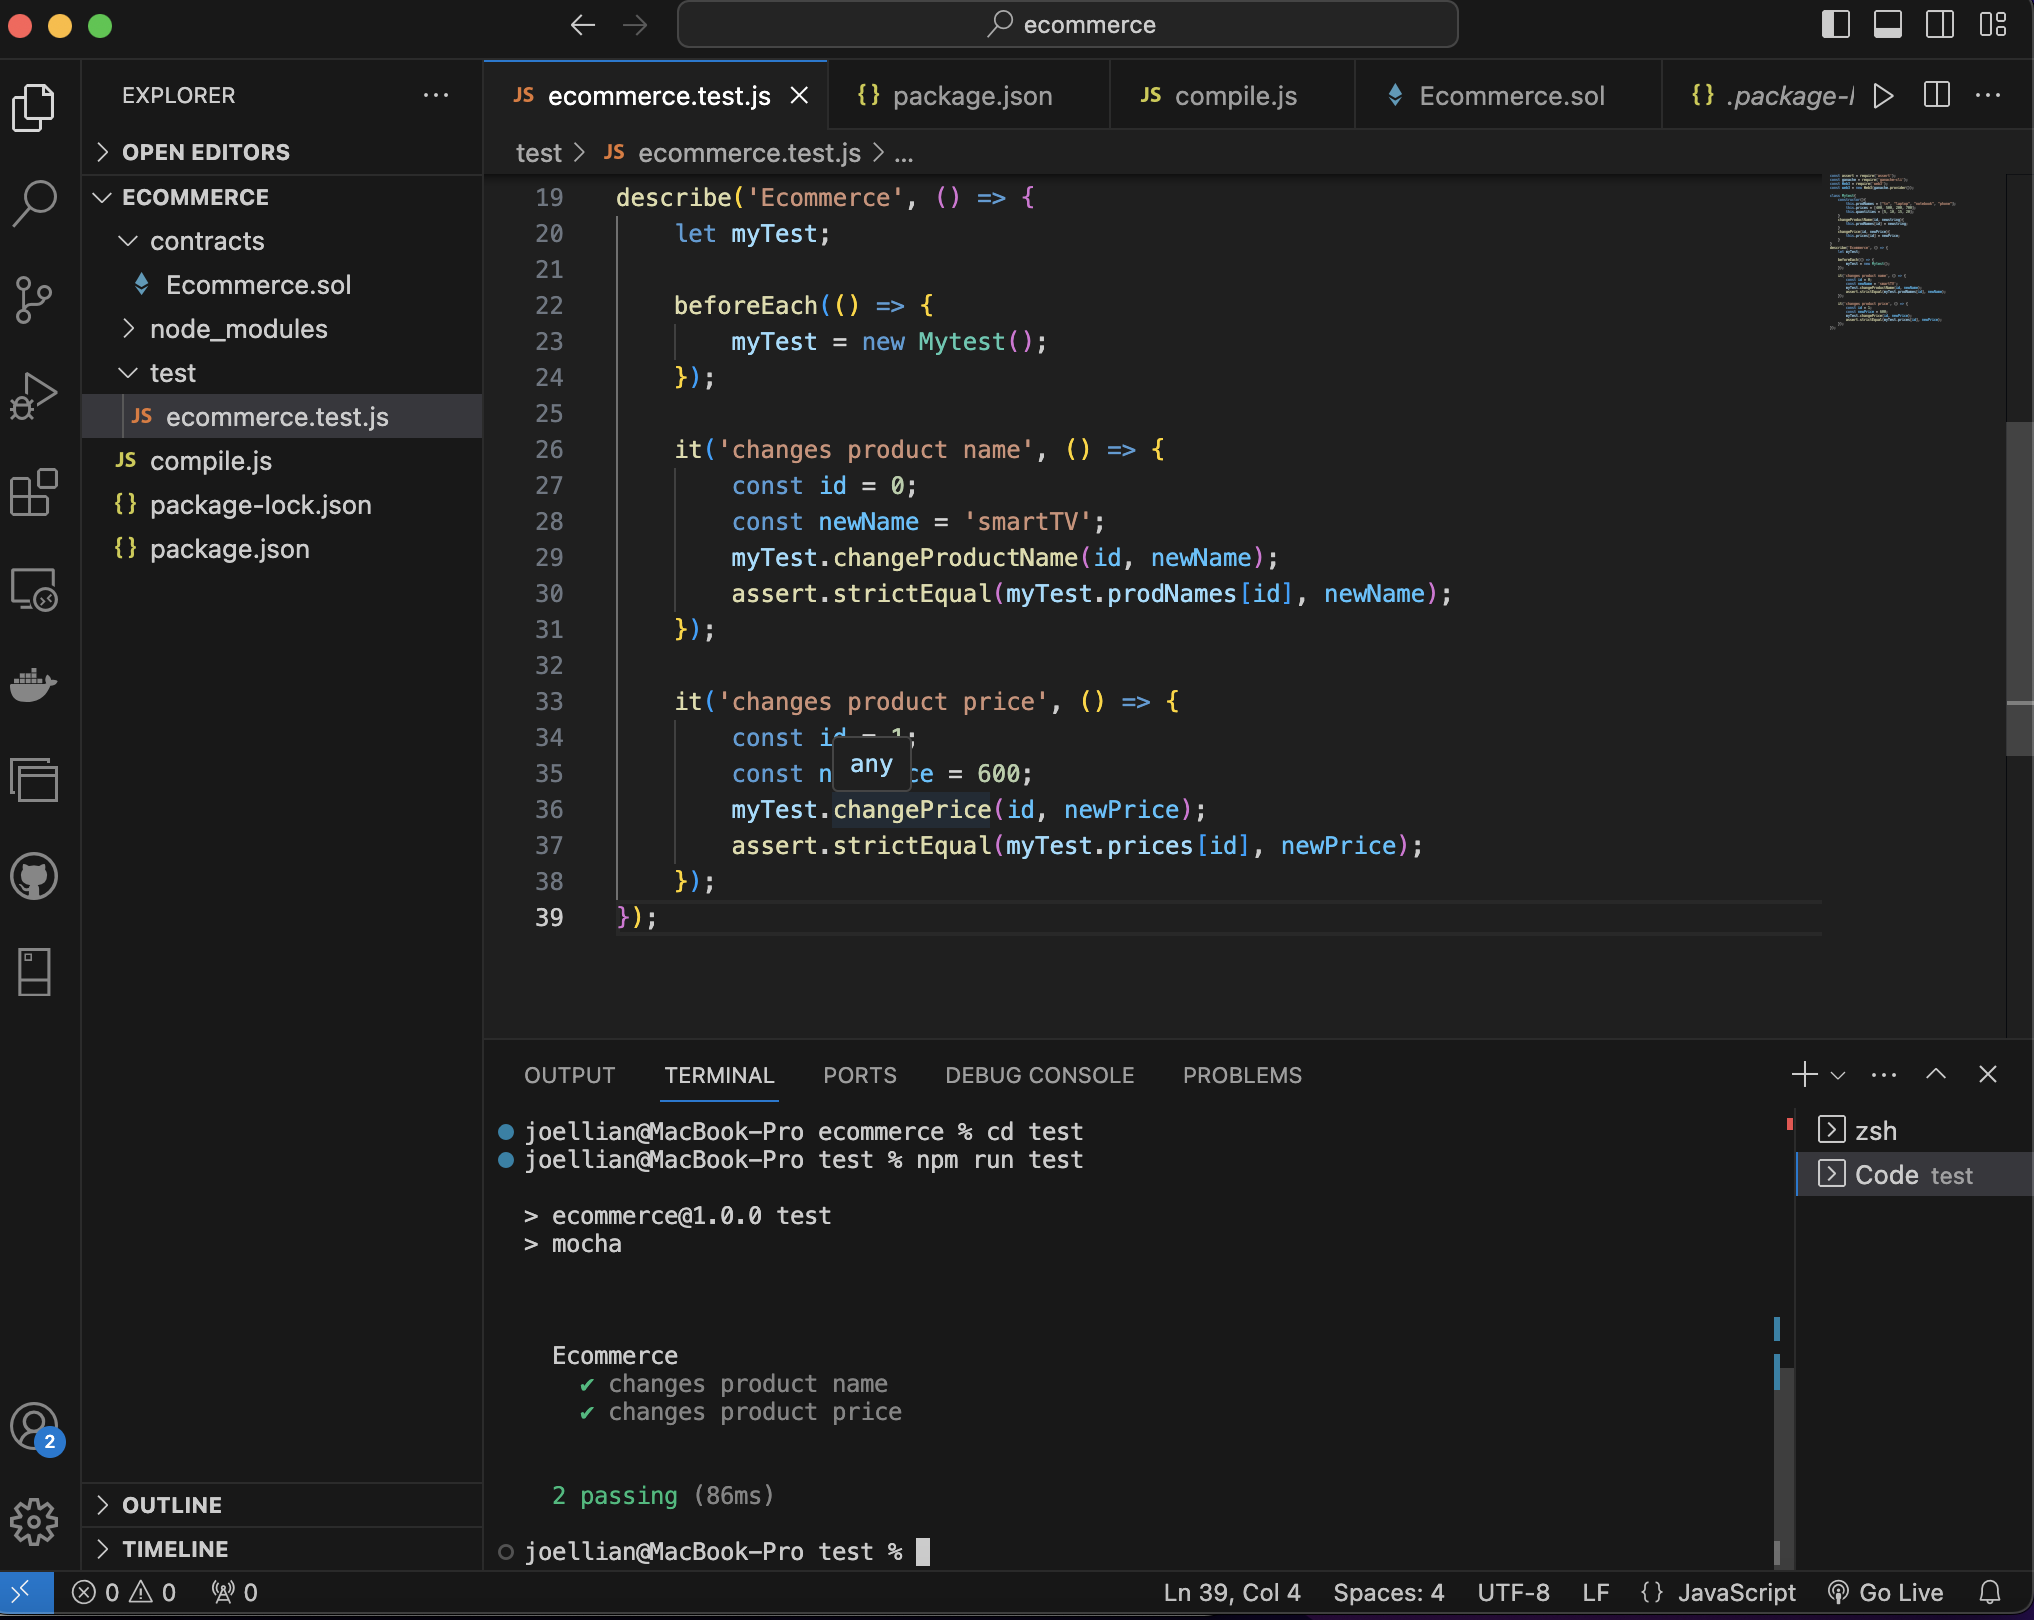 ecommerce
EXPLORER
OPEN EDITORS
ECOMMERCE
contracts
Ecommerce.sol
node_modules
test
JS ecommerce.test.js
JS compile.js
{} package-lock.json
{} package.json
OUTLINE
TIMELINE
2
JS ecommerce.test.js
{} package.json
JS compile.js
Ecommerce.sol
{} .package-l
test > JS ecommerce.test.js > ...
19 describe('Ecommerce', () => {
20 let myTest;
21
22 beforeEach(() => {
23 myTest = new Mytest();
24 });
25
26 it('changes product name', () => {
27 const id = 0;
28 const newName = 'smartTV';
29 myTest.changeProductName(id, newName);
30 assert.strictEqual(myTest.prodNames[id], newName);
31 });
32
33 it('changes product price', () => {
34 const id = 1;
any
35 const n ce = 600;
36 myTest.changePrice(id, newPrice);
37 assert.strictEqual(myTest.prices[id], newPrice);
38 });
39 });
OUTPUT TERMINAL PORTS DEBUG CONSOLE PROBLEMS
joellian@MacBook-Pro ecommerce % cd test
joellian@MacBook-Pro test % npm run test
> ecommerce@1.0.0 test
> mocha
Ecommerce
✔ changes product name
✔ changes product price
2 passing (86ms)
joellian@MacBook-Pro test %
zsh
Code test
0 0 0
Ln 39, Col 4 Spaces: 4 UTF-8 LF {} JavaScript Go Live